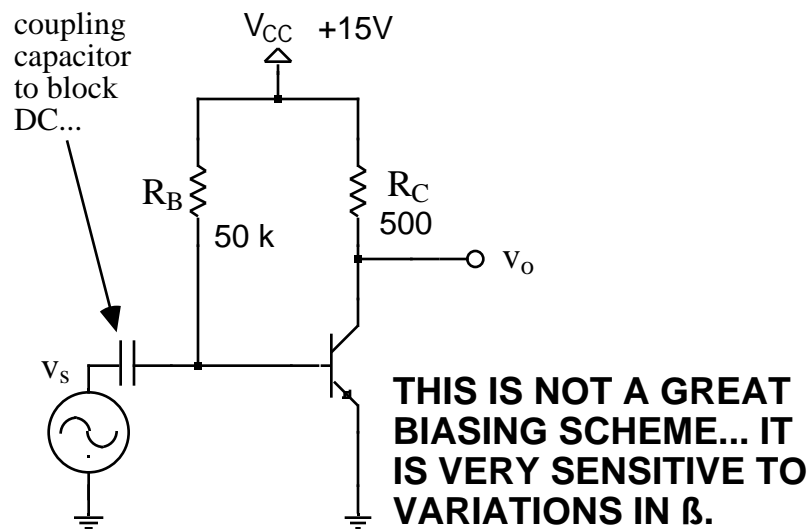 coupling
capacitor
to block
DC...
VCC +15V
RB
50 k
RC
500
vo
vs
THIS IS NOT A GREAT
BIASING SCHEME... IT
IS VERY SENSITIVE TO
VARIATIONS IN ß.